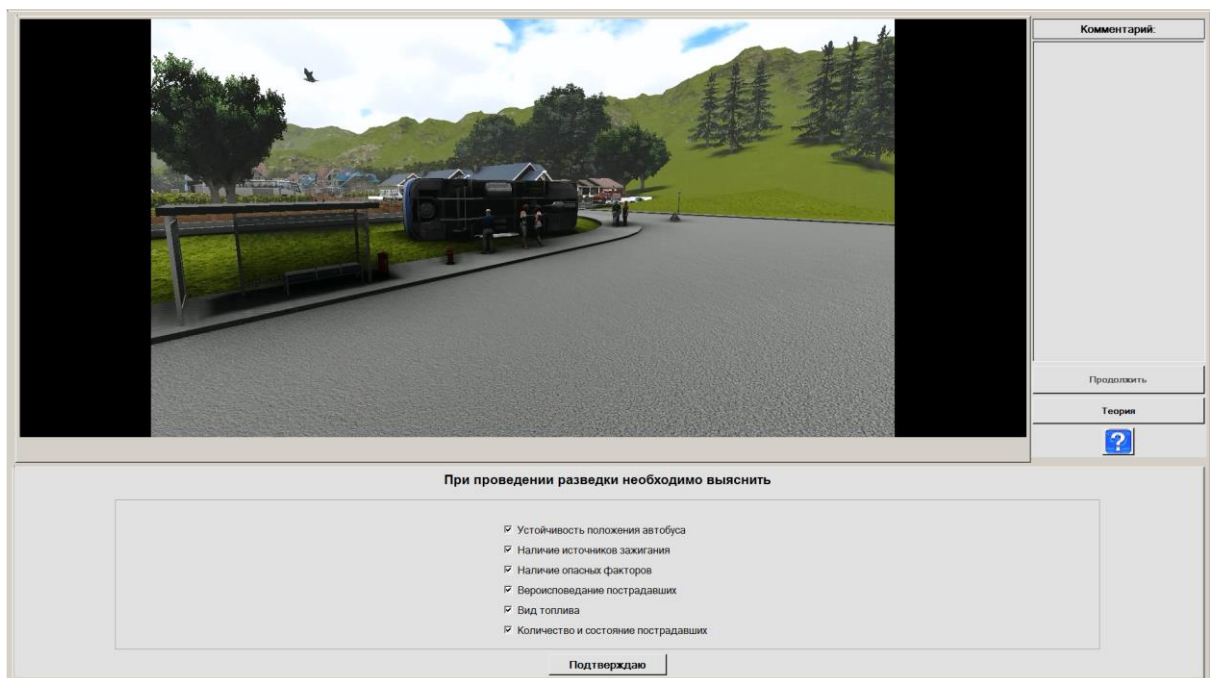 Комментарий:
Продолжить
Теория
?
При проведении разведки необходимо выяснить
Устойчивость положения автобуса
Наличие источников зажигания
Наличие опасных факторов
Вероисповедание пострадавших
Вид топлива
Количество и состояние пострадавших
Подтверждаю